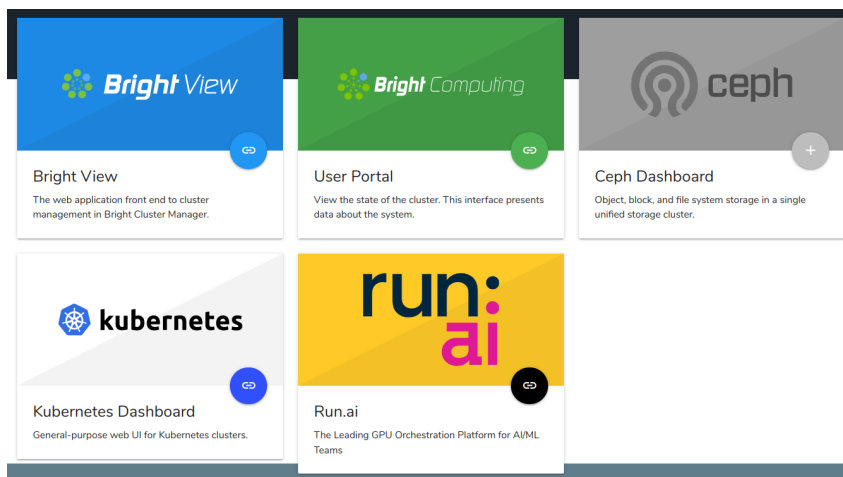 Bright View
Bright Computing
ceph
Bright View
The web application front end to cluster
management in Bright Cluster Manager.
User Portal
View the state of the cluster. This interface presents
data about the system.
Ceph Dashboard
Object, block, and file system storage in a single
unified storage cluster.
kubernetes
run:
ai
Kubernetes Dashboard
General-purpose web UI for Kubernetes clusters.
Run.ai
The Leading GPU Orchestration Platform for AI/ML
Teams